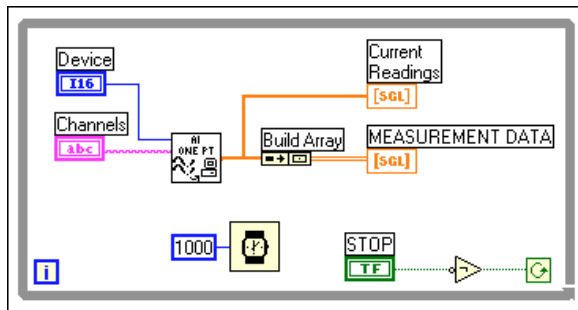 Device
I16
Channels
abc
AI
ONE PT
Current
Readings
[SGL]
Build Array
MEASUREMENT DATA
[SGL]
1000
STOP
TF
i